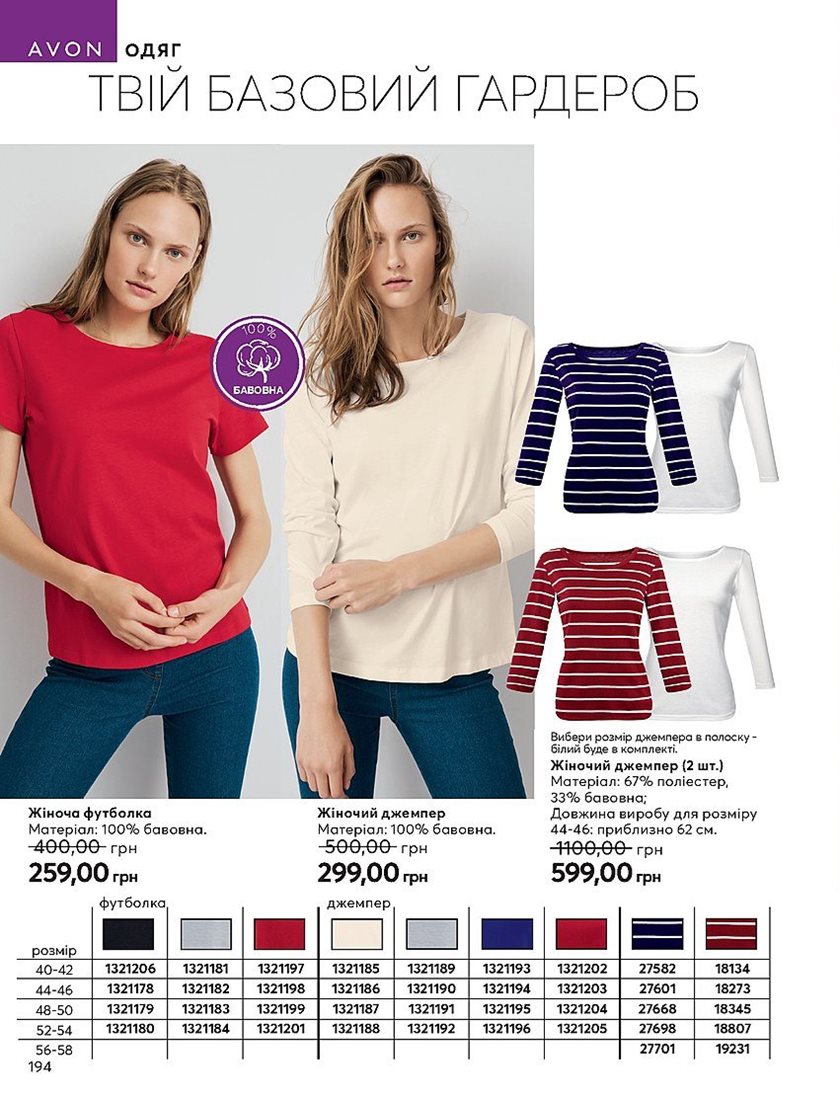 AVON ОДЯГ
ТВІЙ БАЗОВИЙ ГАРДЕРОБ
100%
БАВОВНА
Вибери розмір джемпера в полоску -
білий буде в комплекті.
Жіночий джемпер (2 шт.)
Матеріал: 67% поліестер,
33% бавовна;
Довжина виробу для розміру
44-46: приблизно 62 см.
1100,00 грн
599,00 грн
Жіноча футболка
Матеріал: 100% бавовна.
400,00 грн
259,00 грн
Жіночий джемпер
Матеріал: 100% бавовна.
500,00 грн
299,00 грн
футболка джемпер
розмір
40-42 1321206 1321181 1321197 1321185 1321189 1321193 1321202 27582 18134
44-46 1321178 1321182 1321198 1321186 1321190 1321194 1321203 27601 18273
48-50 1321179 1321183 1321199 1321187 1321191 1321195 1321204 27668 18345
52-54 1321180 1321184 1321201 1321188 1321192 1321196 1321205 27698 18807
56-58 27701 19231
194